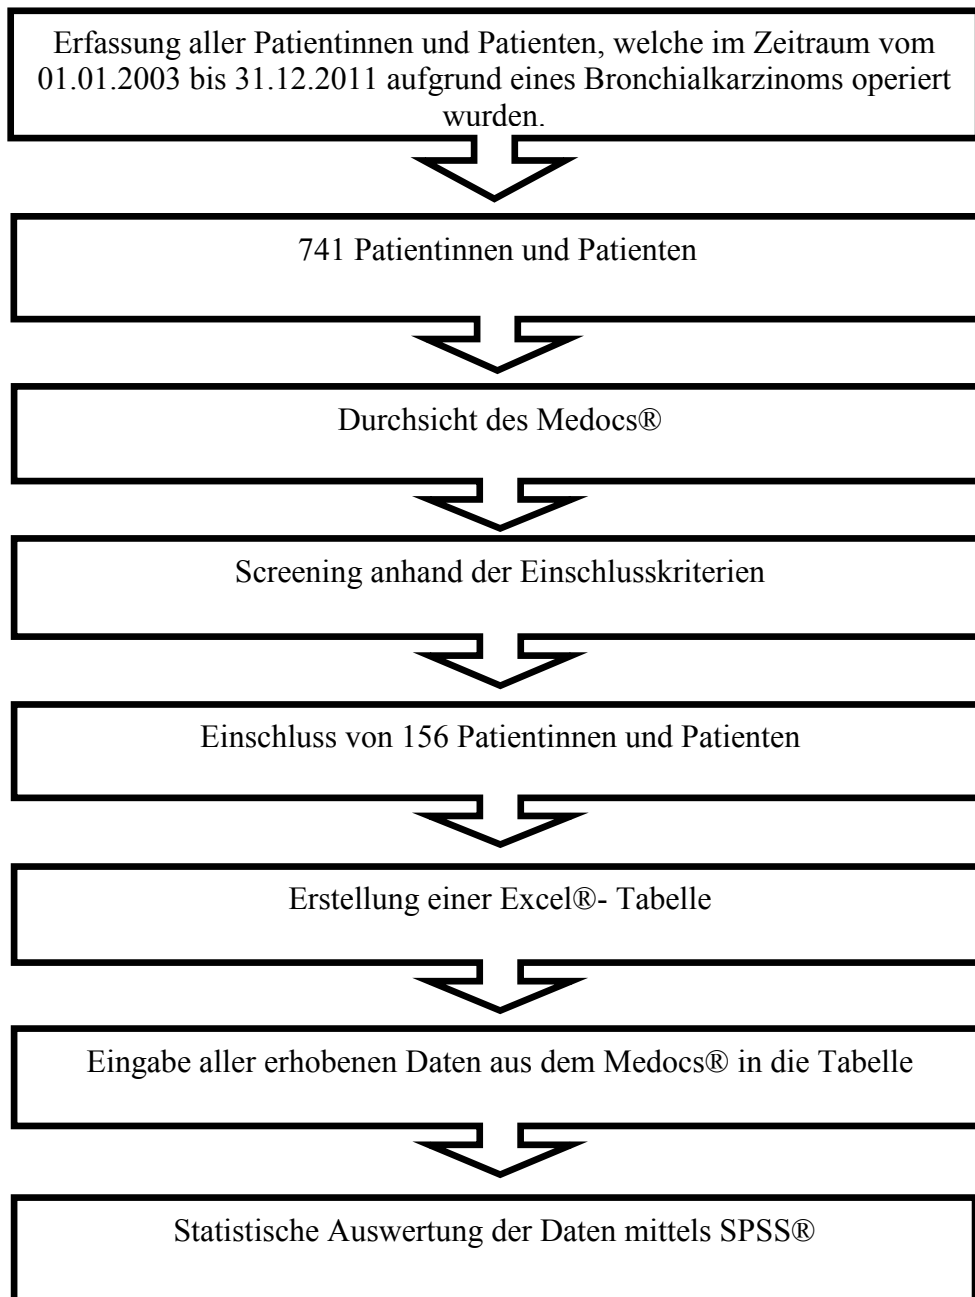 Erfassung aller Patientinnen und Patienten, welche im Zeitraum vom
01.01.2003 bis 31.12.2011 aufgrund eines Bronchialkarzinoms operiert
wurden.
741 Patientinnen und Patienten
Durchsicht des Medocs®
Screening anhand der Einschlusskriterien
Einschluss von 156 Patientinnen und Patienten
Erstellung einer Excel®- Tabelle
Eingabe aller erhobenen Daten aus dem Medocs® in die Tabelle
Statistische Auswertung der Daten mittels SPSS®